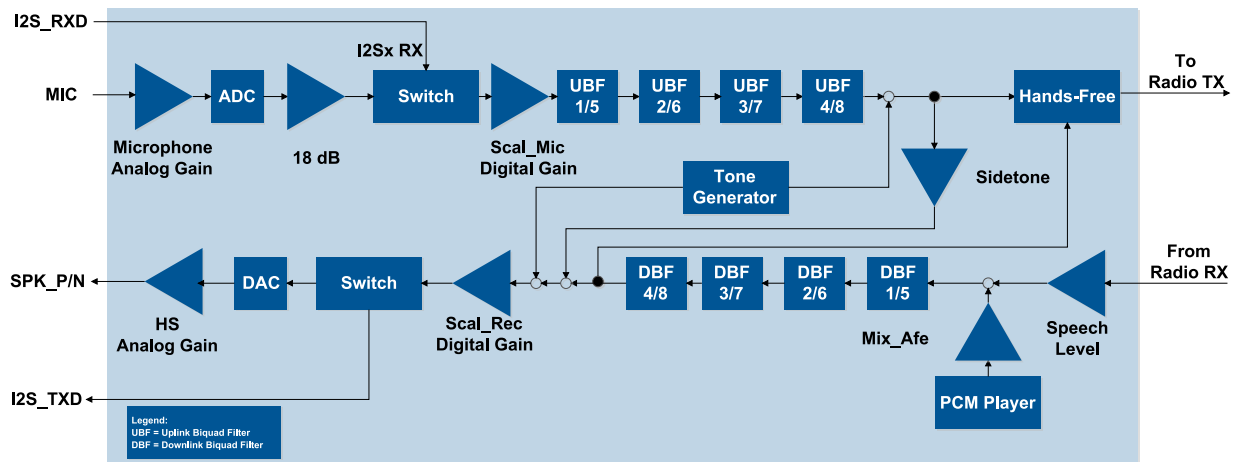 I2S_RXD
I2Sx RX
To
Radio TX
MIC
ADC
Switch
UBF
1/5
UBF
2/6
UBF
3/7
UBF
4/8
Hands-Free
Microphone
Analog Gain
18 dB
Scal_Mic
Digital Gain
Tone
Generator
Sidetone
From
Radio RX
SPK_P/N
DAC
Switch
DBF
4/8
DBF
3/7
DBF
2/6
DBF
1/5
HS
Analog Gain
Scal_Rec
Digital Gain
Mix_Afe
Speech
Level
I2S_TXD
PCM Player
Legend:
UBF = Uplink Biquad Filter
DBF = Downlink Biquad Filter